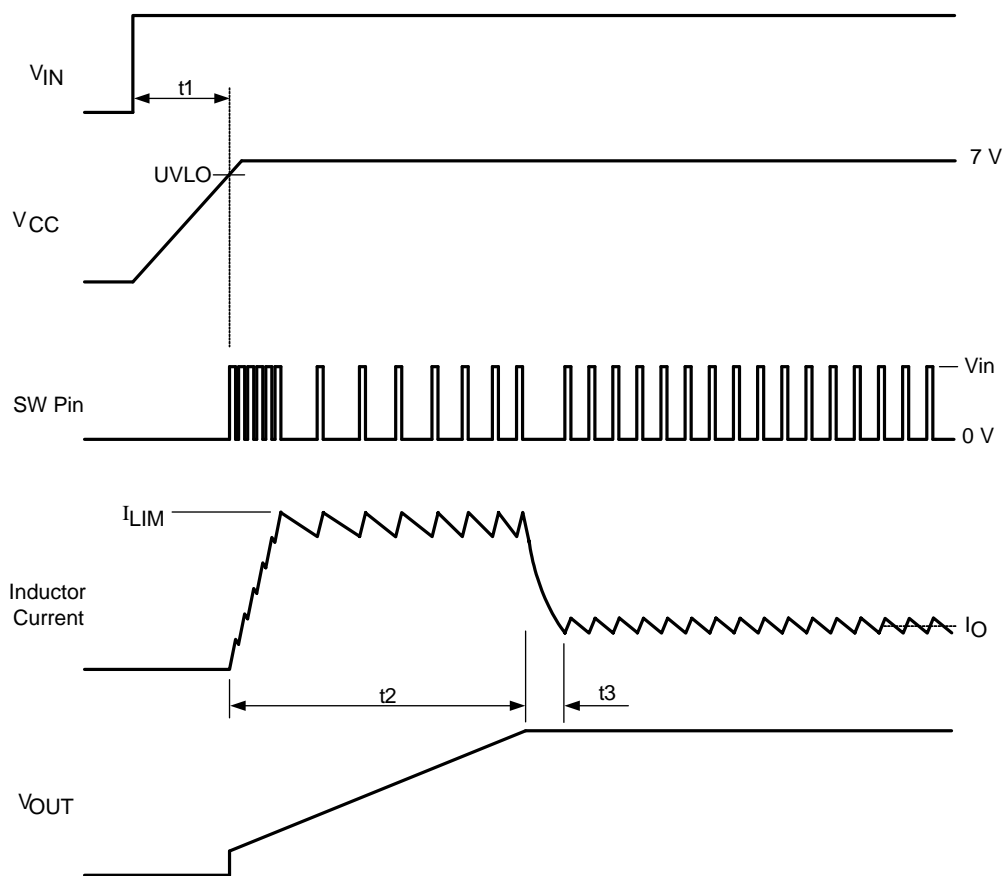 VIN
t1
7 V
UVLO
VCC
Vin
SW Pin
0 V
ILIM
Inductor
Current
IO
t2
t3
VOUT